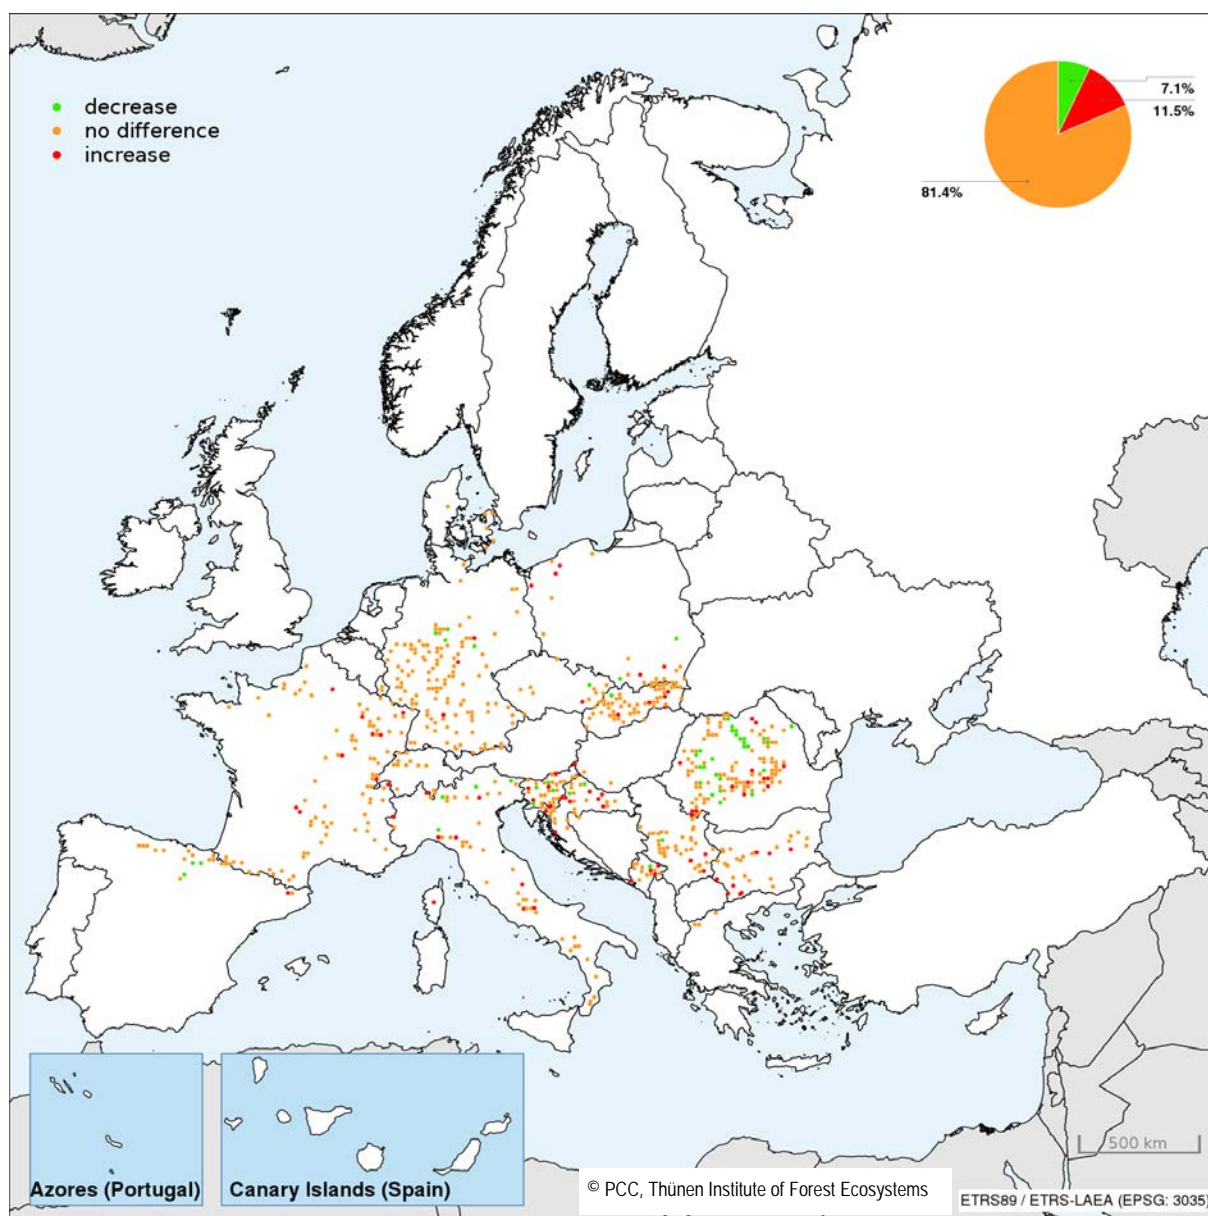 decrease
no difference
increase
7.1%
11.5%
81.4%
500 km
Azores (Portugal)
Canary Islands (Spain)
© PCC, Thünen Institute of Forest Ecosystems
ETRS89 / ETRS-LAEA (EPSG: 3035)